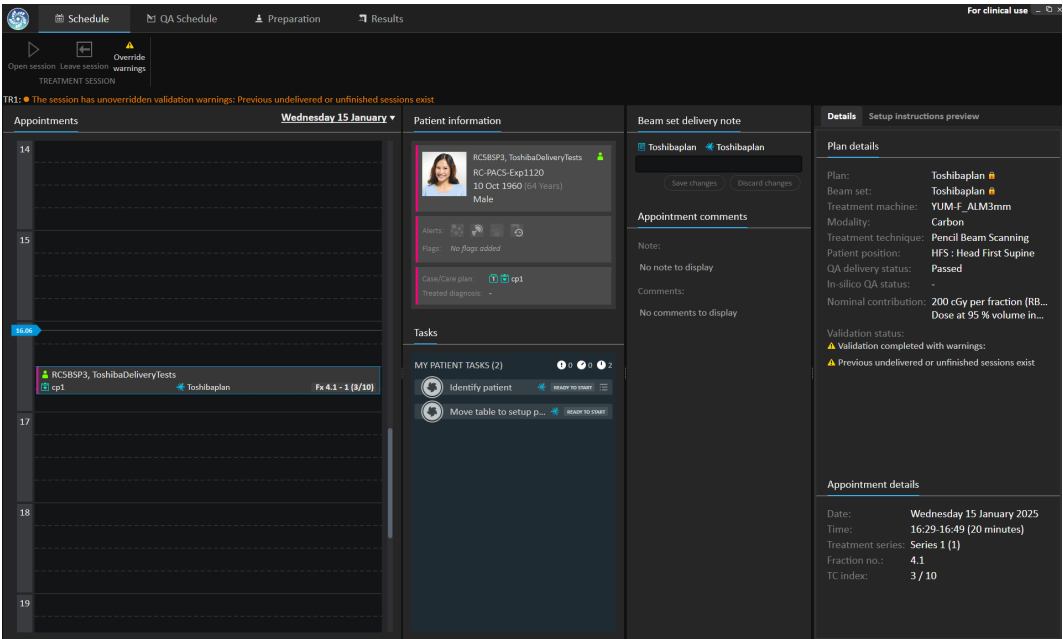 Schedule
QA Schedule
Preparation
Results
For clinical use
Open session
Leave session
Override warnings
TREATMENT SESSION
TR1: The session has unoverridden validation warnings: Previous undelivered or unfinished sessions exist
Appointments
Wednesday 15 January
14
15
16.06
RC5BSP3, ToshibaDeliveryTests
cp1
Toshibaplan
Fx 4.1 - 1 (3/10)
17
18
19
Patient information
RC5BSP3, ToshibaDeliveryTests
RC-PACS-Exp1120
10 Oct 1960 (64 Years)
Male
Alerts:
Flags: No flags added
Case/Care plan: 1 cp1
Treated diagnosis: -
Tasks
MY PATIENT TASKS (2)
0 0 2
Identify patient READY TO START
Move table to setup p... READY TO START
Beam set delivery note
Toshibaplan Toshibaplan
Save changes Discard changes
Appointment comments
Note:
No note to display
Comments:
No comments to display
Details
Setup instructions preview
Plan details
Plan: Toshibaplan
Beam set: Toshibaplan
Treatment machine: YUM-F_ALM3mm
Modality: Carbon
Treatment technique: Pencil Beam Scanning
Patient position: HFS : Head First Supine
QA delivery status: Passed
In-silico QA status: -
Nominal contribution: 200 cGy per fraction (RB...
Dose at 95 % volume in...
Validation status:
Validation completed with warnings:
Previous undelivered or unfinished sessions exist
Appointment details
Date: Wednesday 15 January 2025
Time: 16:29-16:49 (20 minutes)
Treatment series: Series 1 (1)
Fraction no.: 4.1
TC index: 3 / 10